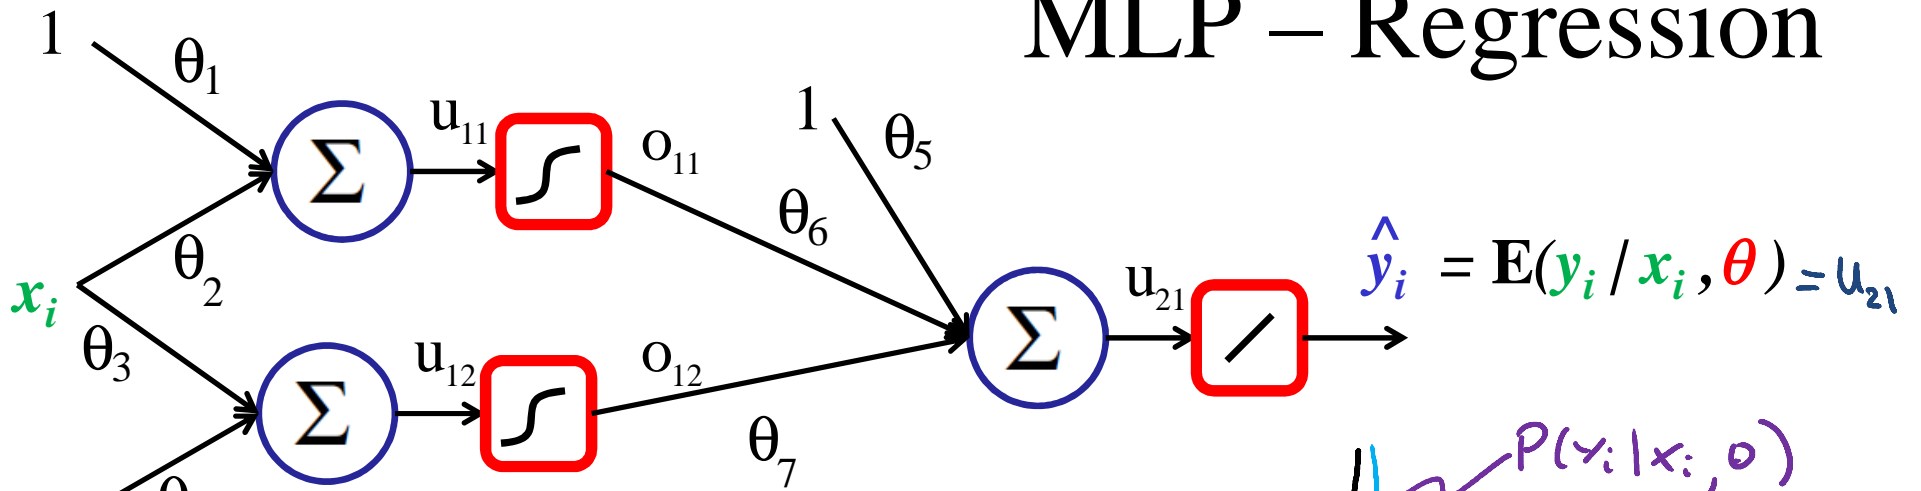 MLP – Regression
1
θ1
Σ
u11
o11
1
θ5
θ6
xi
θ2
θ3
Σ
u12
o12
θ7
Σ
u21
ŷi = E(yi / xi , θ) = u21
P(yi | xi, θ)